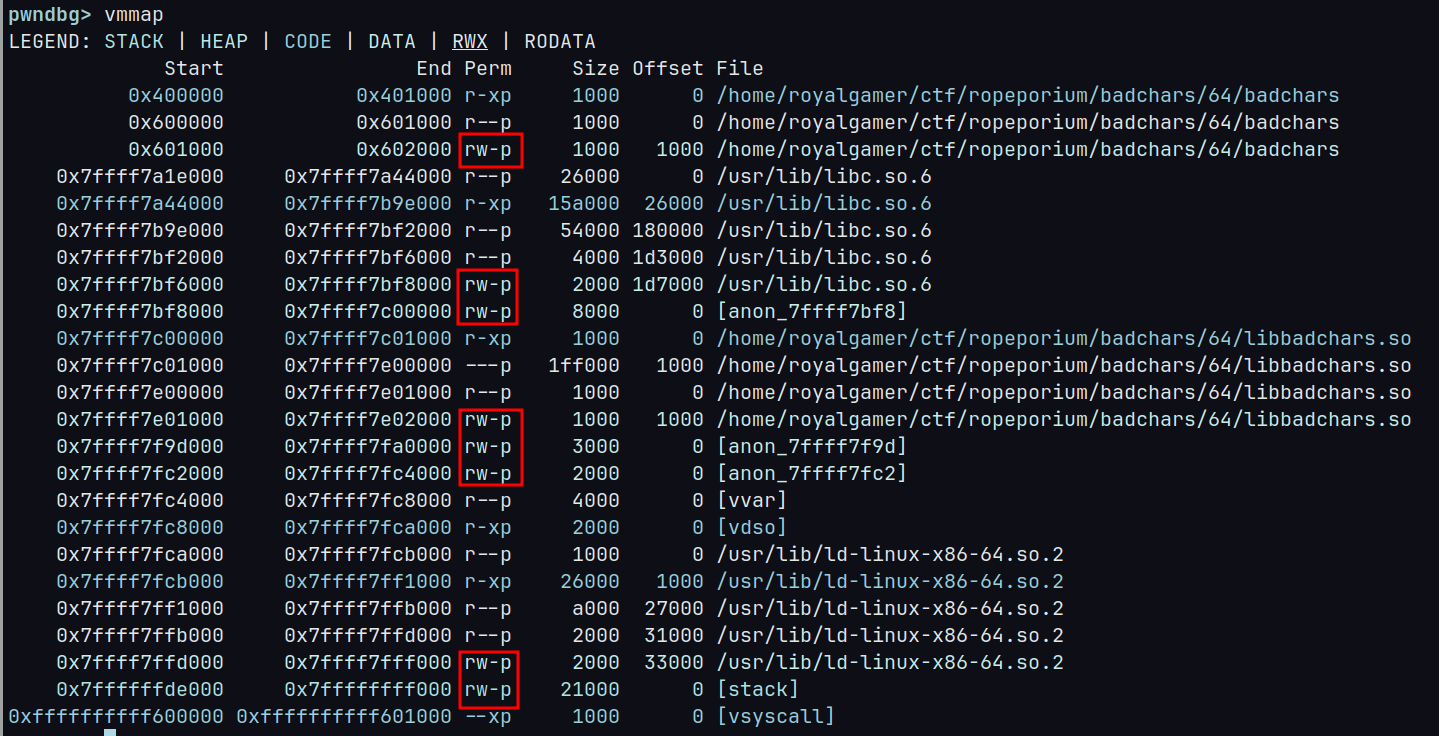 pwndbg> vmmap
LEGEND: STACK | HEAP | CODE | DATA | RWX | RODATA
Start End Perm Size Offset File
0x400000 0x401000 r-xp 1000 0 /home/royalgamer/ctf/ropeporium/badchars/64/badchars
0x600000 0x601000 r--p 1000 0 /home/royalgamer/ctf/ropeporium/badchars/64/badchars
0x601000 0x602000 rw-p 1000 1000 /home/royalgamer/ctf/ropeporium/badchars/64/badchars
0x7ffff7a1e000 0x7ffff7a44000 r--p 26000 0 /usr/lib/libc.so.6
0x7ffff7a44000 0x7ffff7b9e000 r-xp 15a000 26000 /usr/lib/libc.so.6
0x7ffff7b9e000 0x7ffff7bf2000 r--p 54000 180000 /usr/lib/libc.so.6
0x7ffff7bf2000 0x7ffff7bf6000 r--p 4000 1d3000 /usr/lib/libc.so.6
0x7ffff7bf6000 0x7ffff7bf8000 rw-p 2000 1d7000 /usr/lib/libc.so.6
0x7ffff7bf8000 0x7ffff7c00000 rw-p 8000 0 [anon_7ffff7bf8]
0x7ffff7c00000 0x7ffff7c01000 r-xp 1000 0 /home/royalgamer/ctf/ropeporium/badchars/64/libbadchars.so
0x7ffff7c01000 0x7ffff7e00000 ---p 1ff000 1000 /home/royalgamer/ctf/ropeporium/badchars/64/libbadchars.so
0x7ffff7e00000 0x7ffff7e01000 r--p 1000 0 /home/royalgamer/ctf/ropeporium/badchars/64/libbadchars.so
0x7ffff7e01000 0x7ffff7e02000 rw-p 1000 1000 /home/royalgamer/ctf/ropeporium/badchars/64/libbadchars.so
0x7ffff7f9d000 0x7ffff7fa0000 rw-p 3000 0 [anon_7ffff7f9d]
0x7ffff7fc2000 0x7ffff7fc4000 rw-p 2000 0 [anon_7ffff7fc2]
0x7ffff7fc4000 0x7ffff7fc8000 r--p 4000 0 [vvar]
0x7ffff7fc8000 0x7ffff7fca000 r-xp 2000 0 [vdso]
0x7ffff7fca000 0x7ffff7fcb000 r--p 1000 0 /usr/lib/ld-linux-x86-64.so.2
0x7ffff7fcb000 0x7ffff7ff1000 r-xp 26000 1000 /usr/lib/ld-linux-x86-64.so.2
0x7ffff7ff1000 0x7ffff7ffb000 r--p a000 27000 /usr/lib/ld-linux-x86-64.so.2
0x7ffff7ffb000 0x7ffff7ffd000 r--p 2000 31000 /usr/lib/ld-linux-x86-64.so.2
0x7ffff7ffd000 0x7ffff7fff000 rw-p 2000 33000 /usr/lib/ld-linux-x86-64.so.2
0x7ffffffde000 0x7ffffffff000 rw-p 21000 0 [stack]
0xffffffffff600000 0xffffffffff601000 --xp 1000 0 [vsyscall]